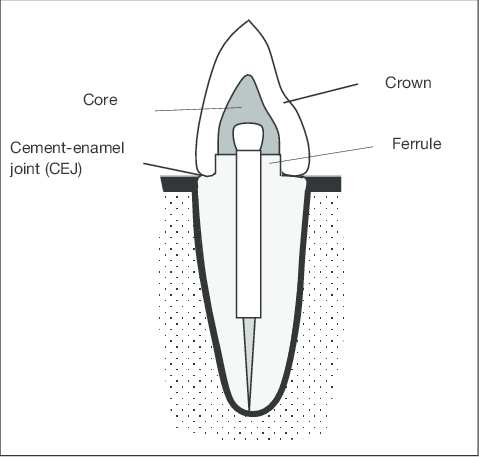 Core
Crown
Cement-enamel
joint (CEJ)
Ferrule